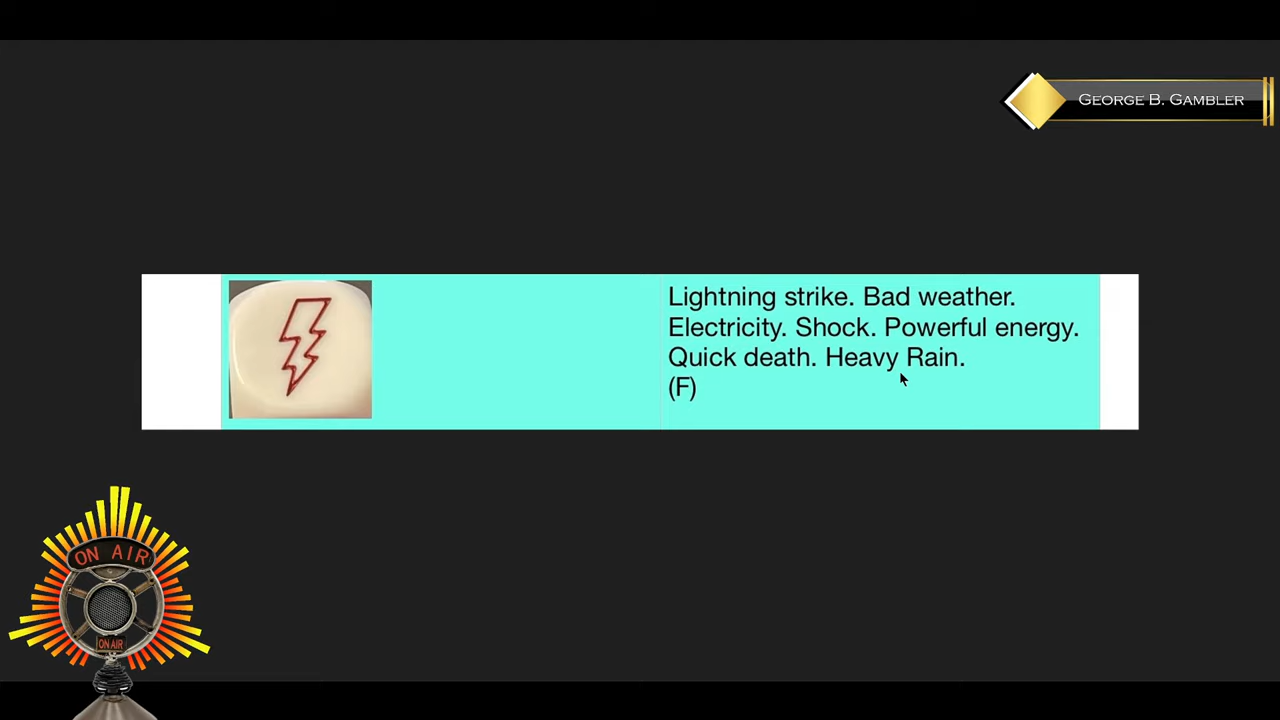 GEORGE B. GAMBLER
Lightning strike. Bad weather.
Electricity. Shock. Powerful energy.
Quick death. Heavy Rain.
(F)
ON AIR
ON AIR